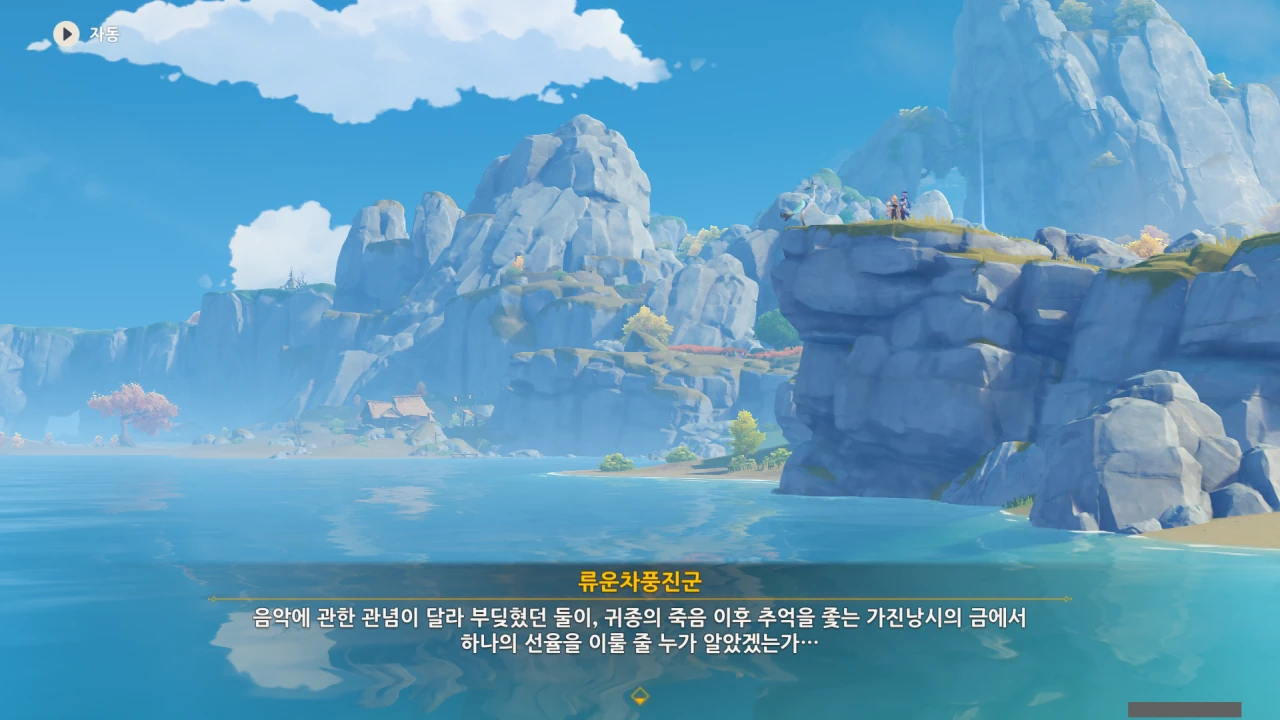 자동
류운차풍진군
음악에 관한 관념이 달라 부딪혔던 둘이, 귀종의 죽음 이후 추억을 좇는 가진낭시의 금에서
하나의 선율을 이룰 줄 누가 알았겠는가…